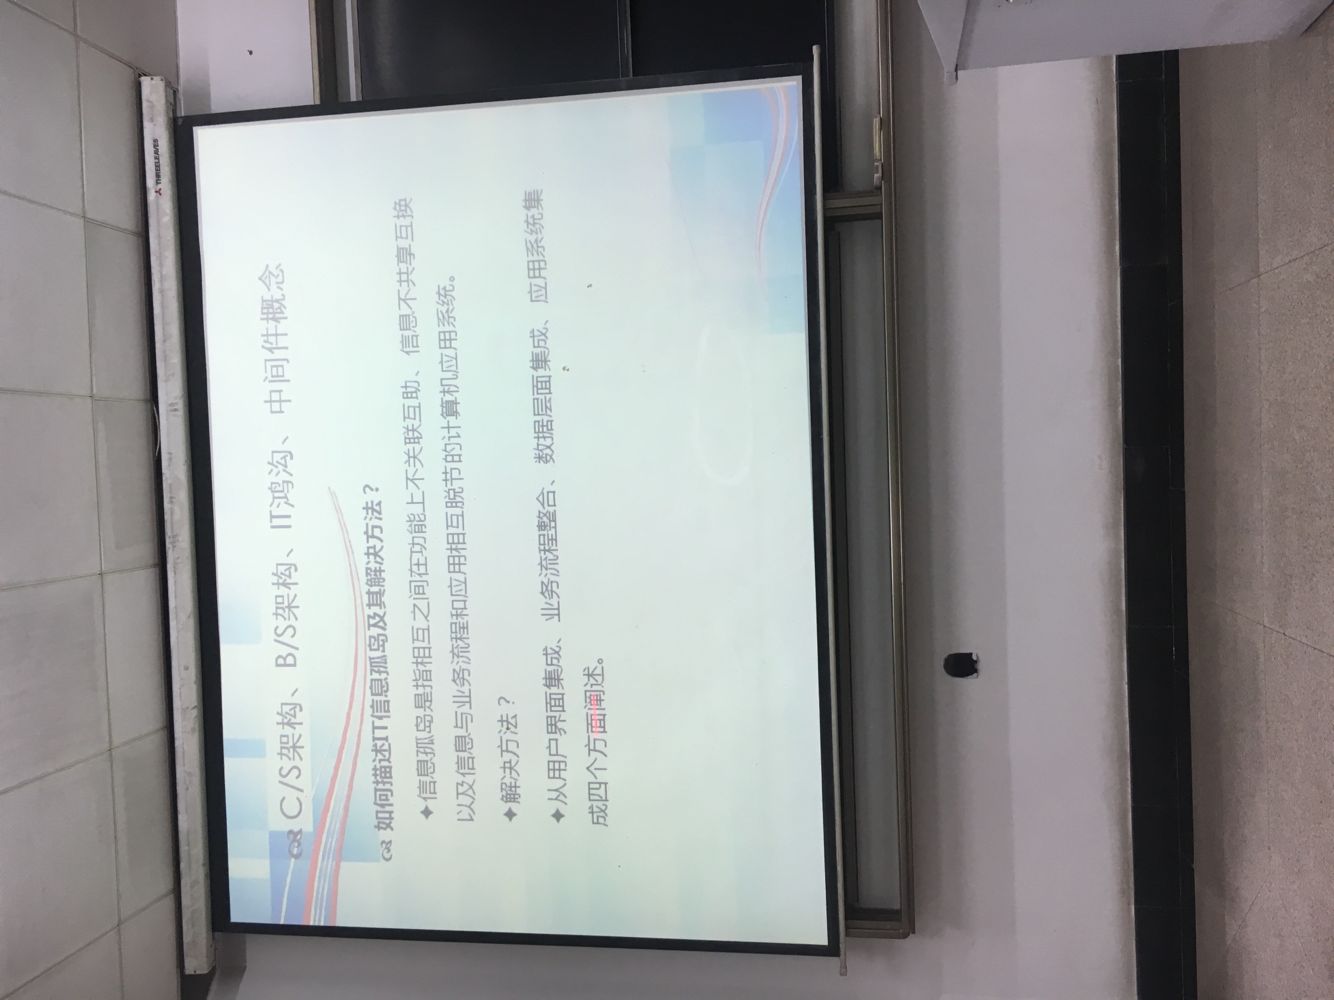 THREELEAVES
C/S架构、B/S架构、IT鸿沟、中间件概念
如何描述IT信息孤岛及其解决方法？
✦信息孤岛是指相互之间在功能上不关联互助、信息不共享互换
以及信息与业务流程和应用相互脱节的计算机应用系统。
✦解决方法？
✦从用户界面集成、业务流程整合、数据层面集成、应用系统集
成四个方面阐述。